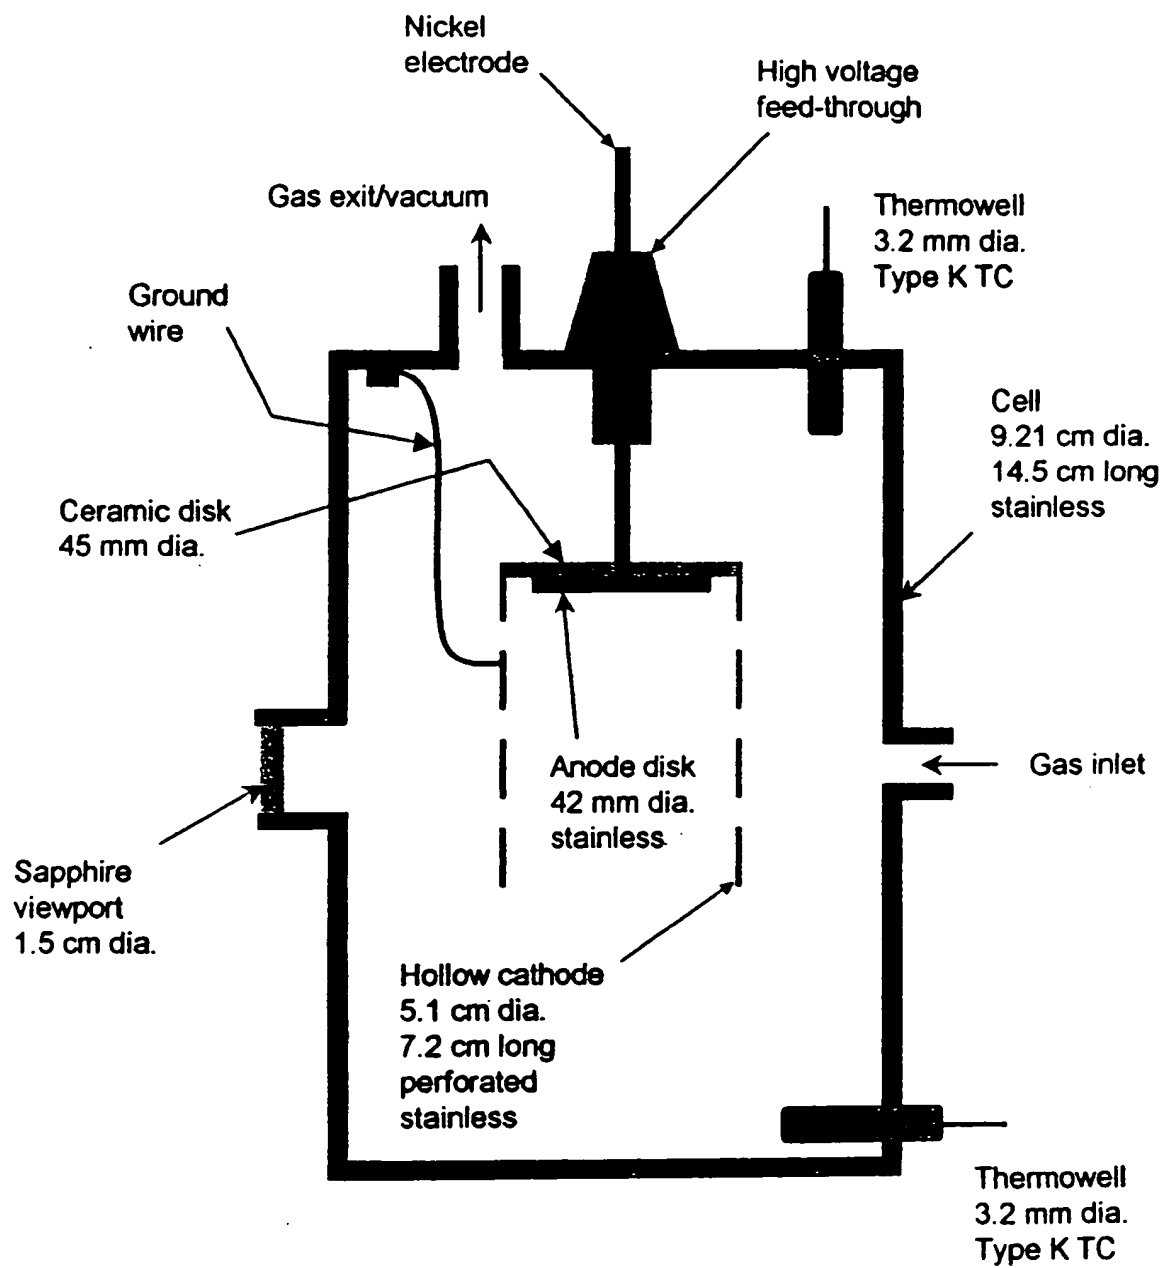 Nickel
electrode
High voltage
feed-through
Gas exit/vacuum
Thermowell
3.2 mm dia.
Type K TC
Ground
wire
Cell
9.21 cm dia.
14.5 cm long
stainless
Ceramic disk
45 mm dia.
Anode disk
42 mm dia.
stainless
Gas inlet
Sapphire
viewport
1.5 cm dia.
Hollow cathode
5.1 cm dia.
7.2 cm long
perforated
stainless
Thermowell
3.2 mm dia.
Type K TC